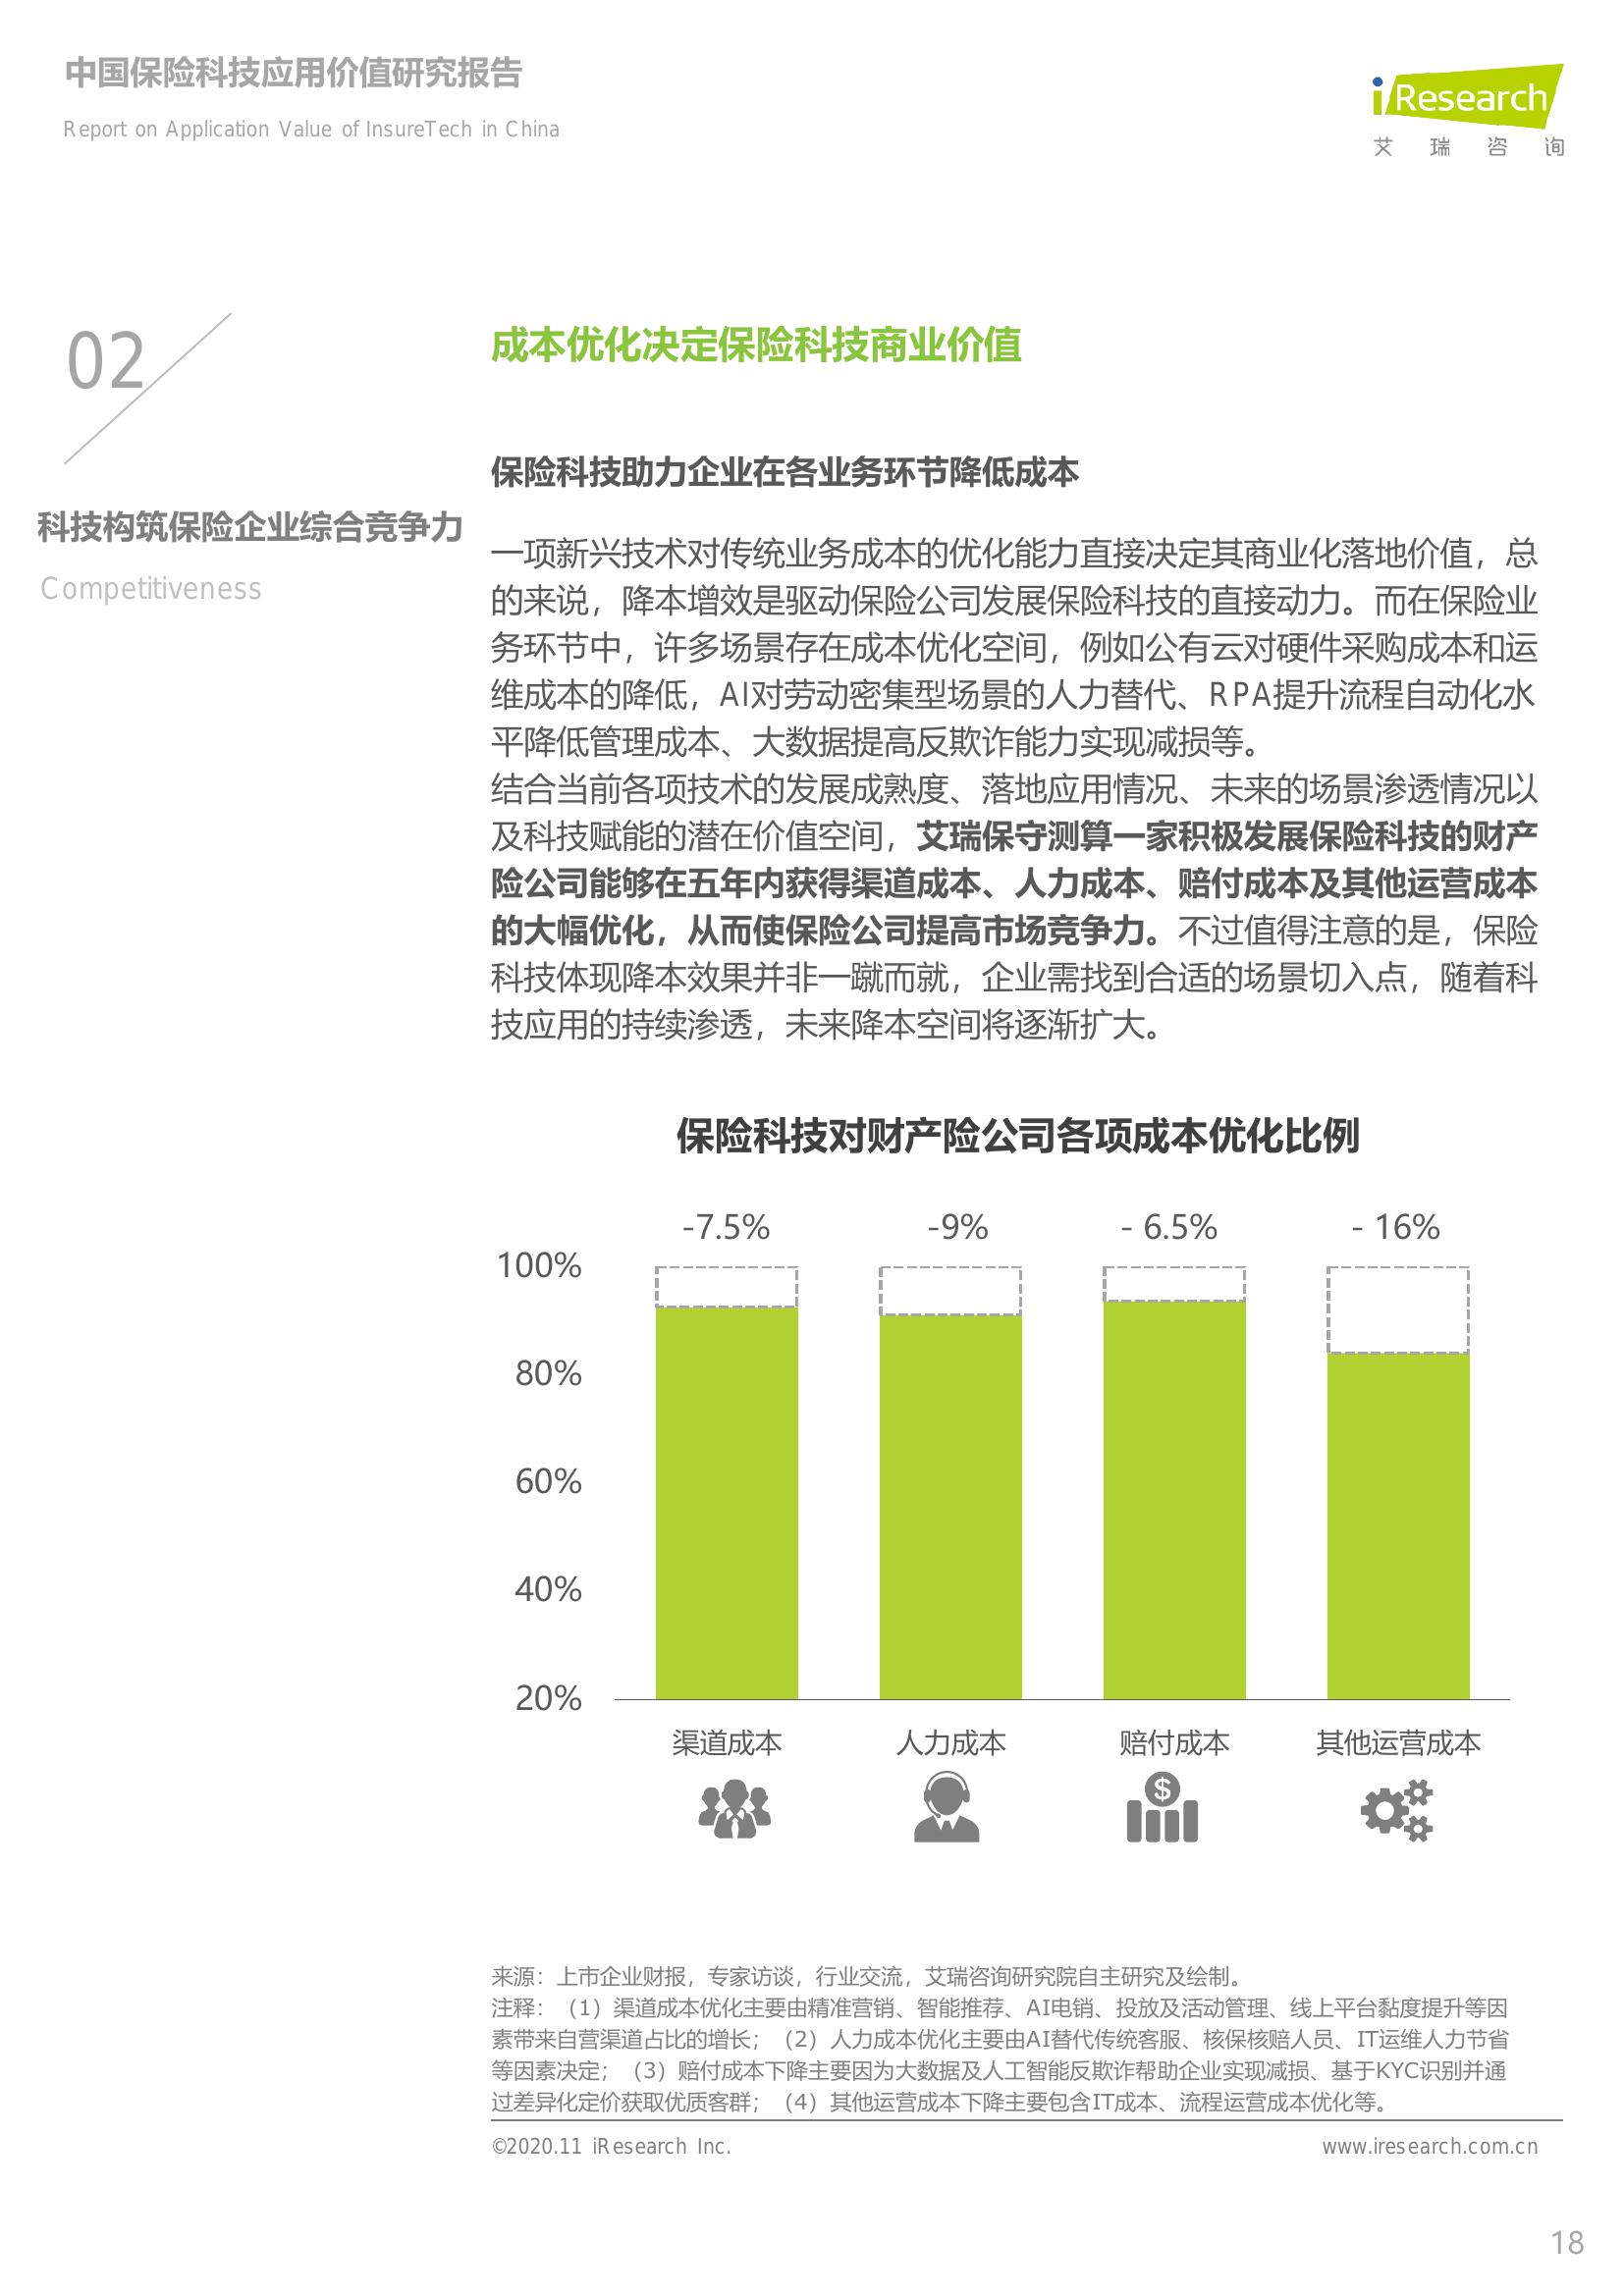 中国保险科技应用价值研究报告
Report on Application Value of InsureTech in China
iResearch
艾瑞咨询
02
科技构筑保险企业综合竞争力
Competitiveness
成本优化决定保险科技商业价值
保险科技助力企业在各业务环节降低成本
一项新兴技术对传统业务成本的优化能力直接决定其商业化落地价值，总
的来说，降本增效是驱动保险公司发展保险科技的直接动力。而在保险业
务环节中，许多场景存在成本优化空间，例如公有云对硬件采购成本和运
维成本的降低，AI对劳动密集型场景的人力替代、RPA提升流程自动化水
平降低管理成本、大数据提高反欺诈能力实现减损等。
结合当前各项技术的发展成熟度、落地应用情况、未来的场景渗透情况以
及科技赋能的潜在价值空间，艾瑞保守测算一家积极发展保险科技的财产
险公司能够在五年内获得渠道成本、人力成本、赔付成本及其他运营成本
的大幅优化，从而使保险公司提高市场竞争力。不过值得注意的是，保险
科技体现降本效果并非一蹴而就，企业需找到合适的场景切入点，随着科
技应用的持续渗透，未来降本空间将逐渐扩大。
保险科技对财产险公司各项成本优化比例
-7.5% -9% - 6.5% - 16%
100%
80%
60%
40%
20%
渠道成本 人力成本 赔付成本 其他运营成本
$
来源：上市企业财报，专家访谈，行业交流，艾瑞咨询研究院自主研究及绘制。
注释：（1）渠道成本优化主要由精准营销、智能推荐、AI电销、投放及活动管理、线上平台黏度提升等因
素带来自营渠道占比的增长；（2）人力成本优化主要由AI替代传统客服、核保核赔人员、IT运维人力节省
等因素决定；（3）赔付成本下降主要因为大数据及人工智能反欺诈帮助企业实现减损、基于KYC识别并通
过差异化定价获取优质客群；（4）其他运营成本下降主要包含IT成本、流程运营成本优化等。
©2020.11 iResearch Inc. www.iresearch.com.cn
18